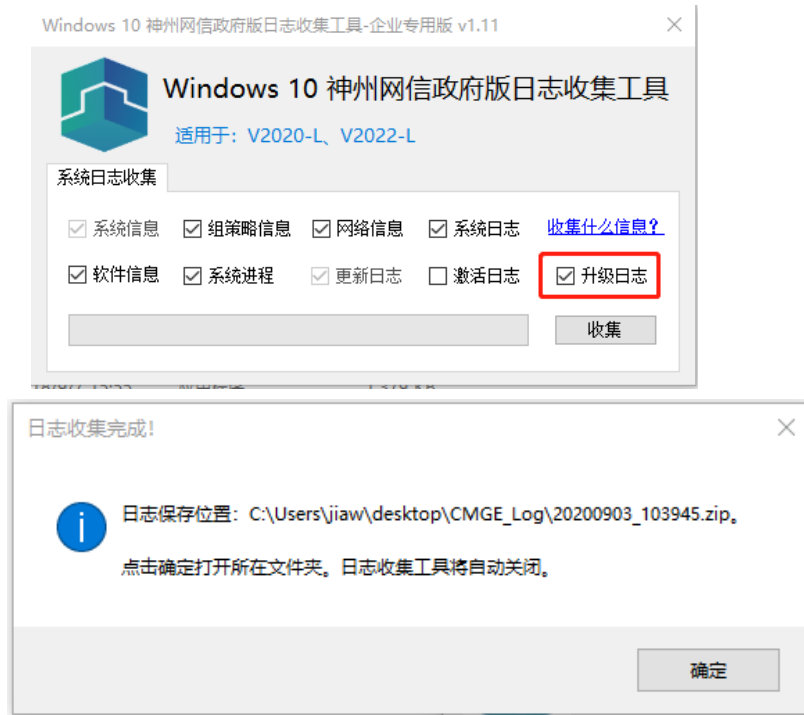 Windows 10 神州网信政府版日志收集工具-企业专用版 v1.11
Windows 10 神州网信政府版日志收集工具
适用于：V2020-L、V2022-L
系统日志收集
系统信息 组策略信息 网络信息 系统日志 收集什么信息？
软件信息 系统进程 更新日志 激活日志 升级日志
收集
日志收集完成!
日志保存位置：C:\Users\jiaw\desktop\CMGE_Log\20200903_103945.zip。
点击确定打开所在文件夹。日志收集工具将自动关闭。
确定